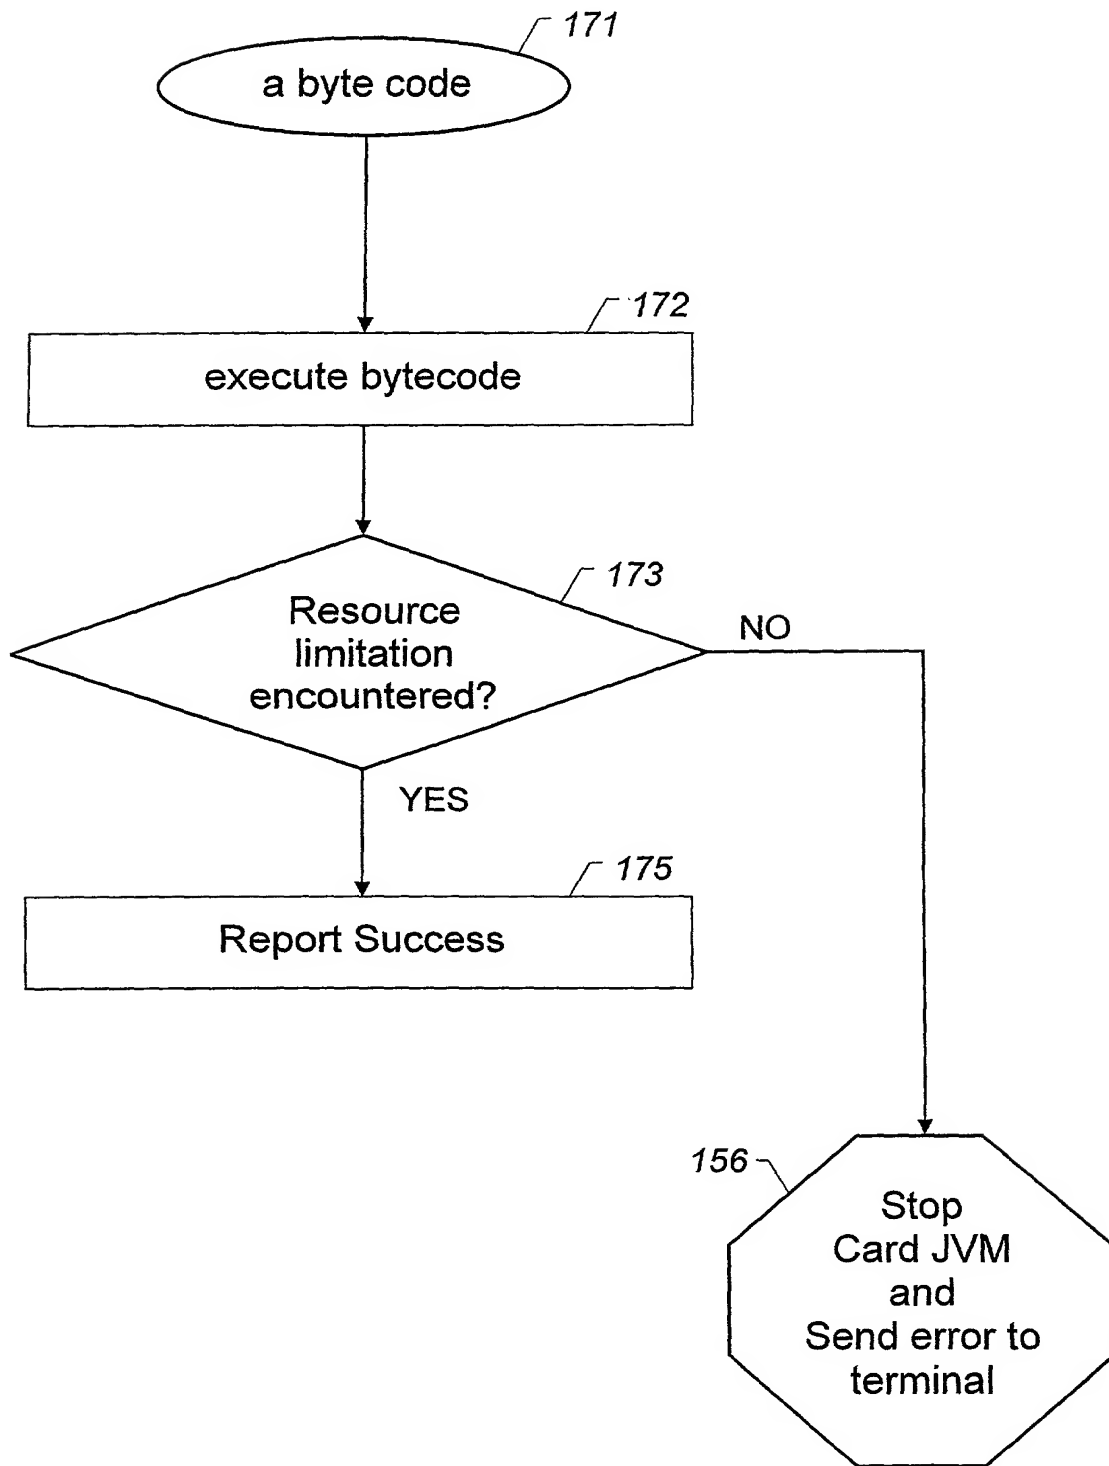 171
a byte code
172
execute bytecode
173
Resource
limitation
encountered?
NO
YES
175
Report Success
156
Stop
Card JVM
and
Send error to
terminal